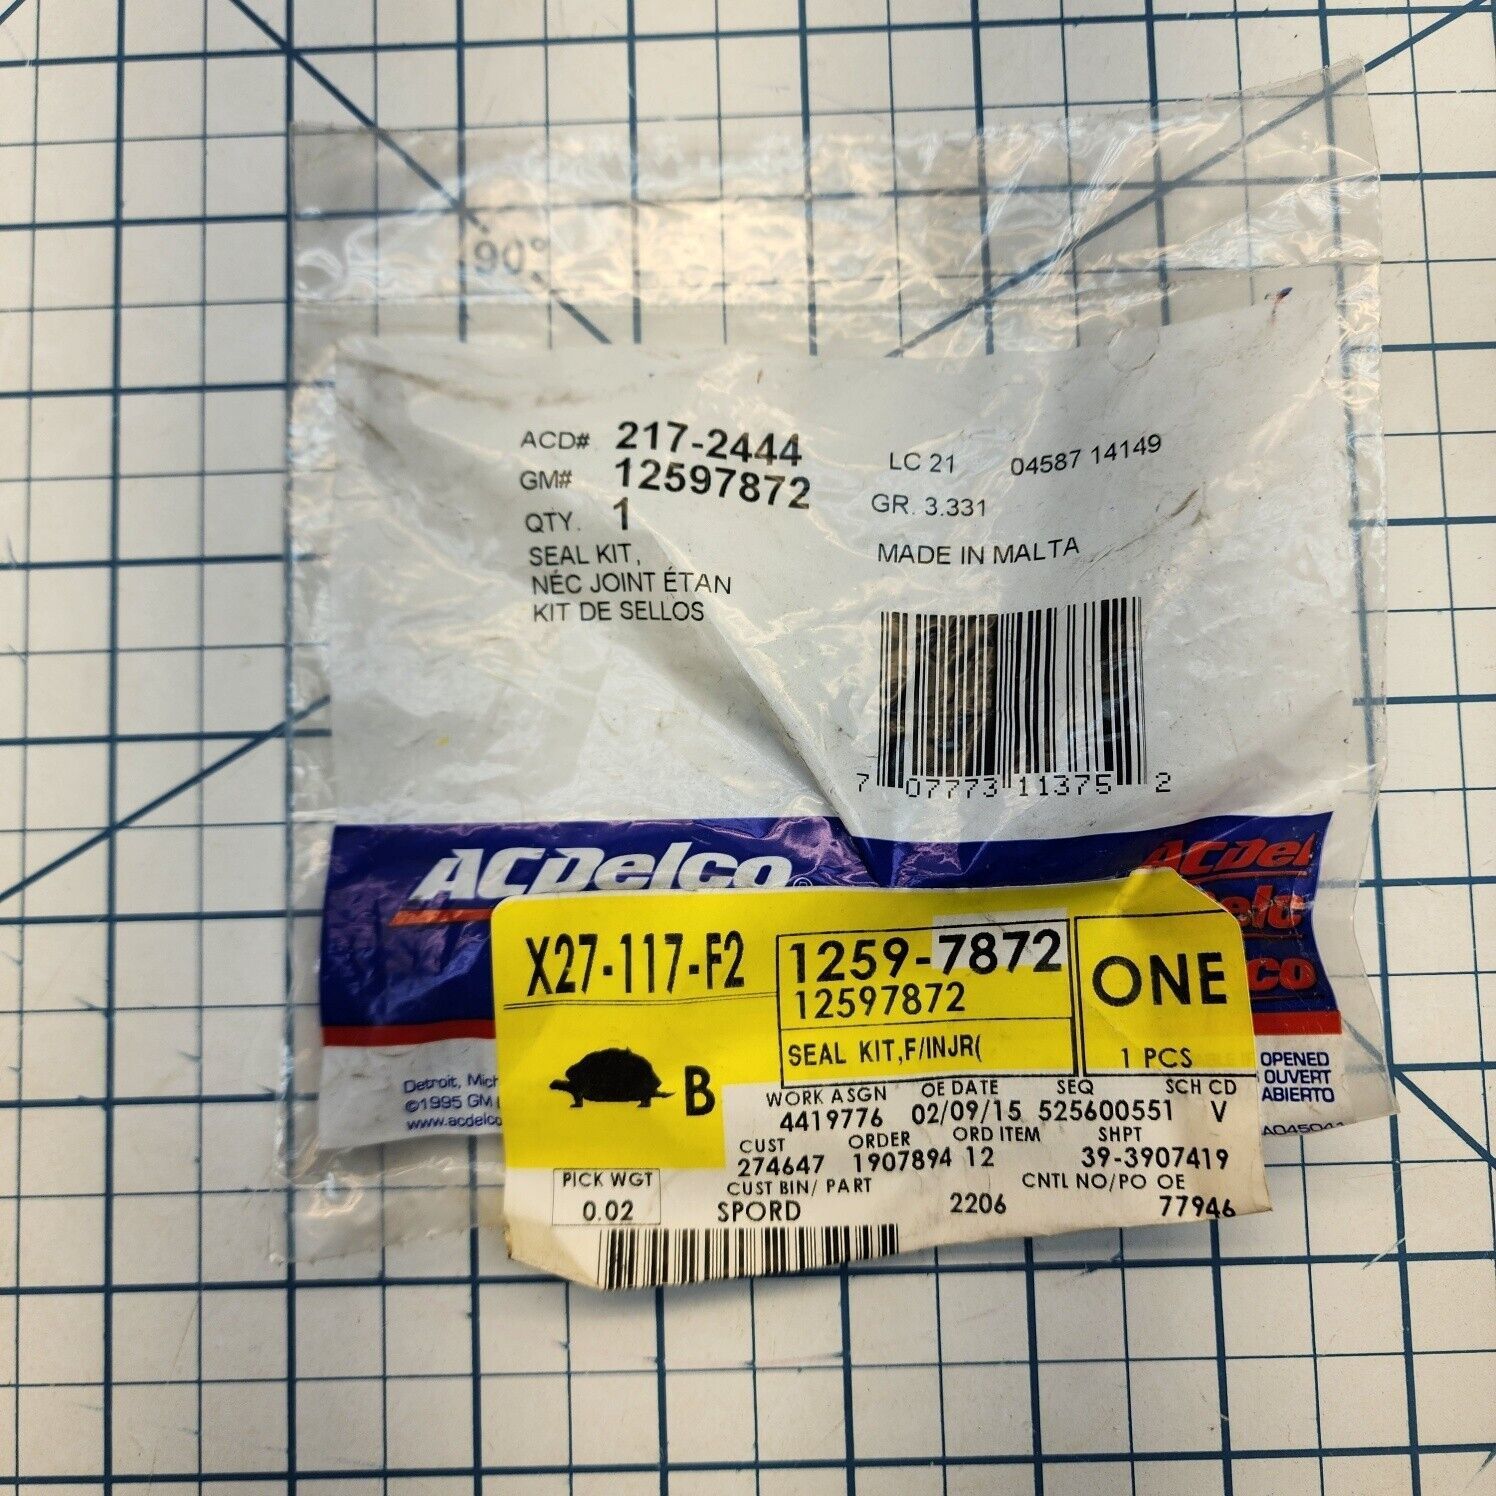 90°
ACD# 217-2444
GM# 12597872
QTY. 1
SEAL KIT,
NÉC JOINT ÉTAN
KIT DE SELLOS
LC 21 04587 14149
GR. 3.331
MADE IN MALTA
7 07773 11375 2
ACDelco®
ACDel
elc
co
Detroit, Mich
©1995 GM
www.acdelco
OPENED
OUVERT
ABIERTO
X27-117-F2
B
1259-7872
12597872
SEAL KIT,F/INJR(
ONE
1 PCS
WORK ASGN OE DATE SEQ SCH CD
4419776 02/09/15 525600551 V
CUST ORDER ORD ITEM SHPT
274647 1907894 12 39-3907419
PICK WGT CUST BIN/ PART CNTL NO/PO OE
0.02 SPORD 2206 77946